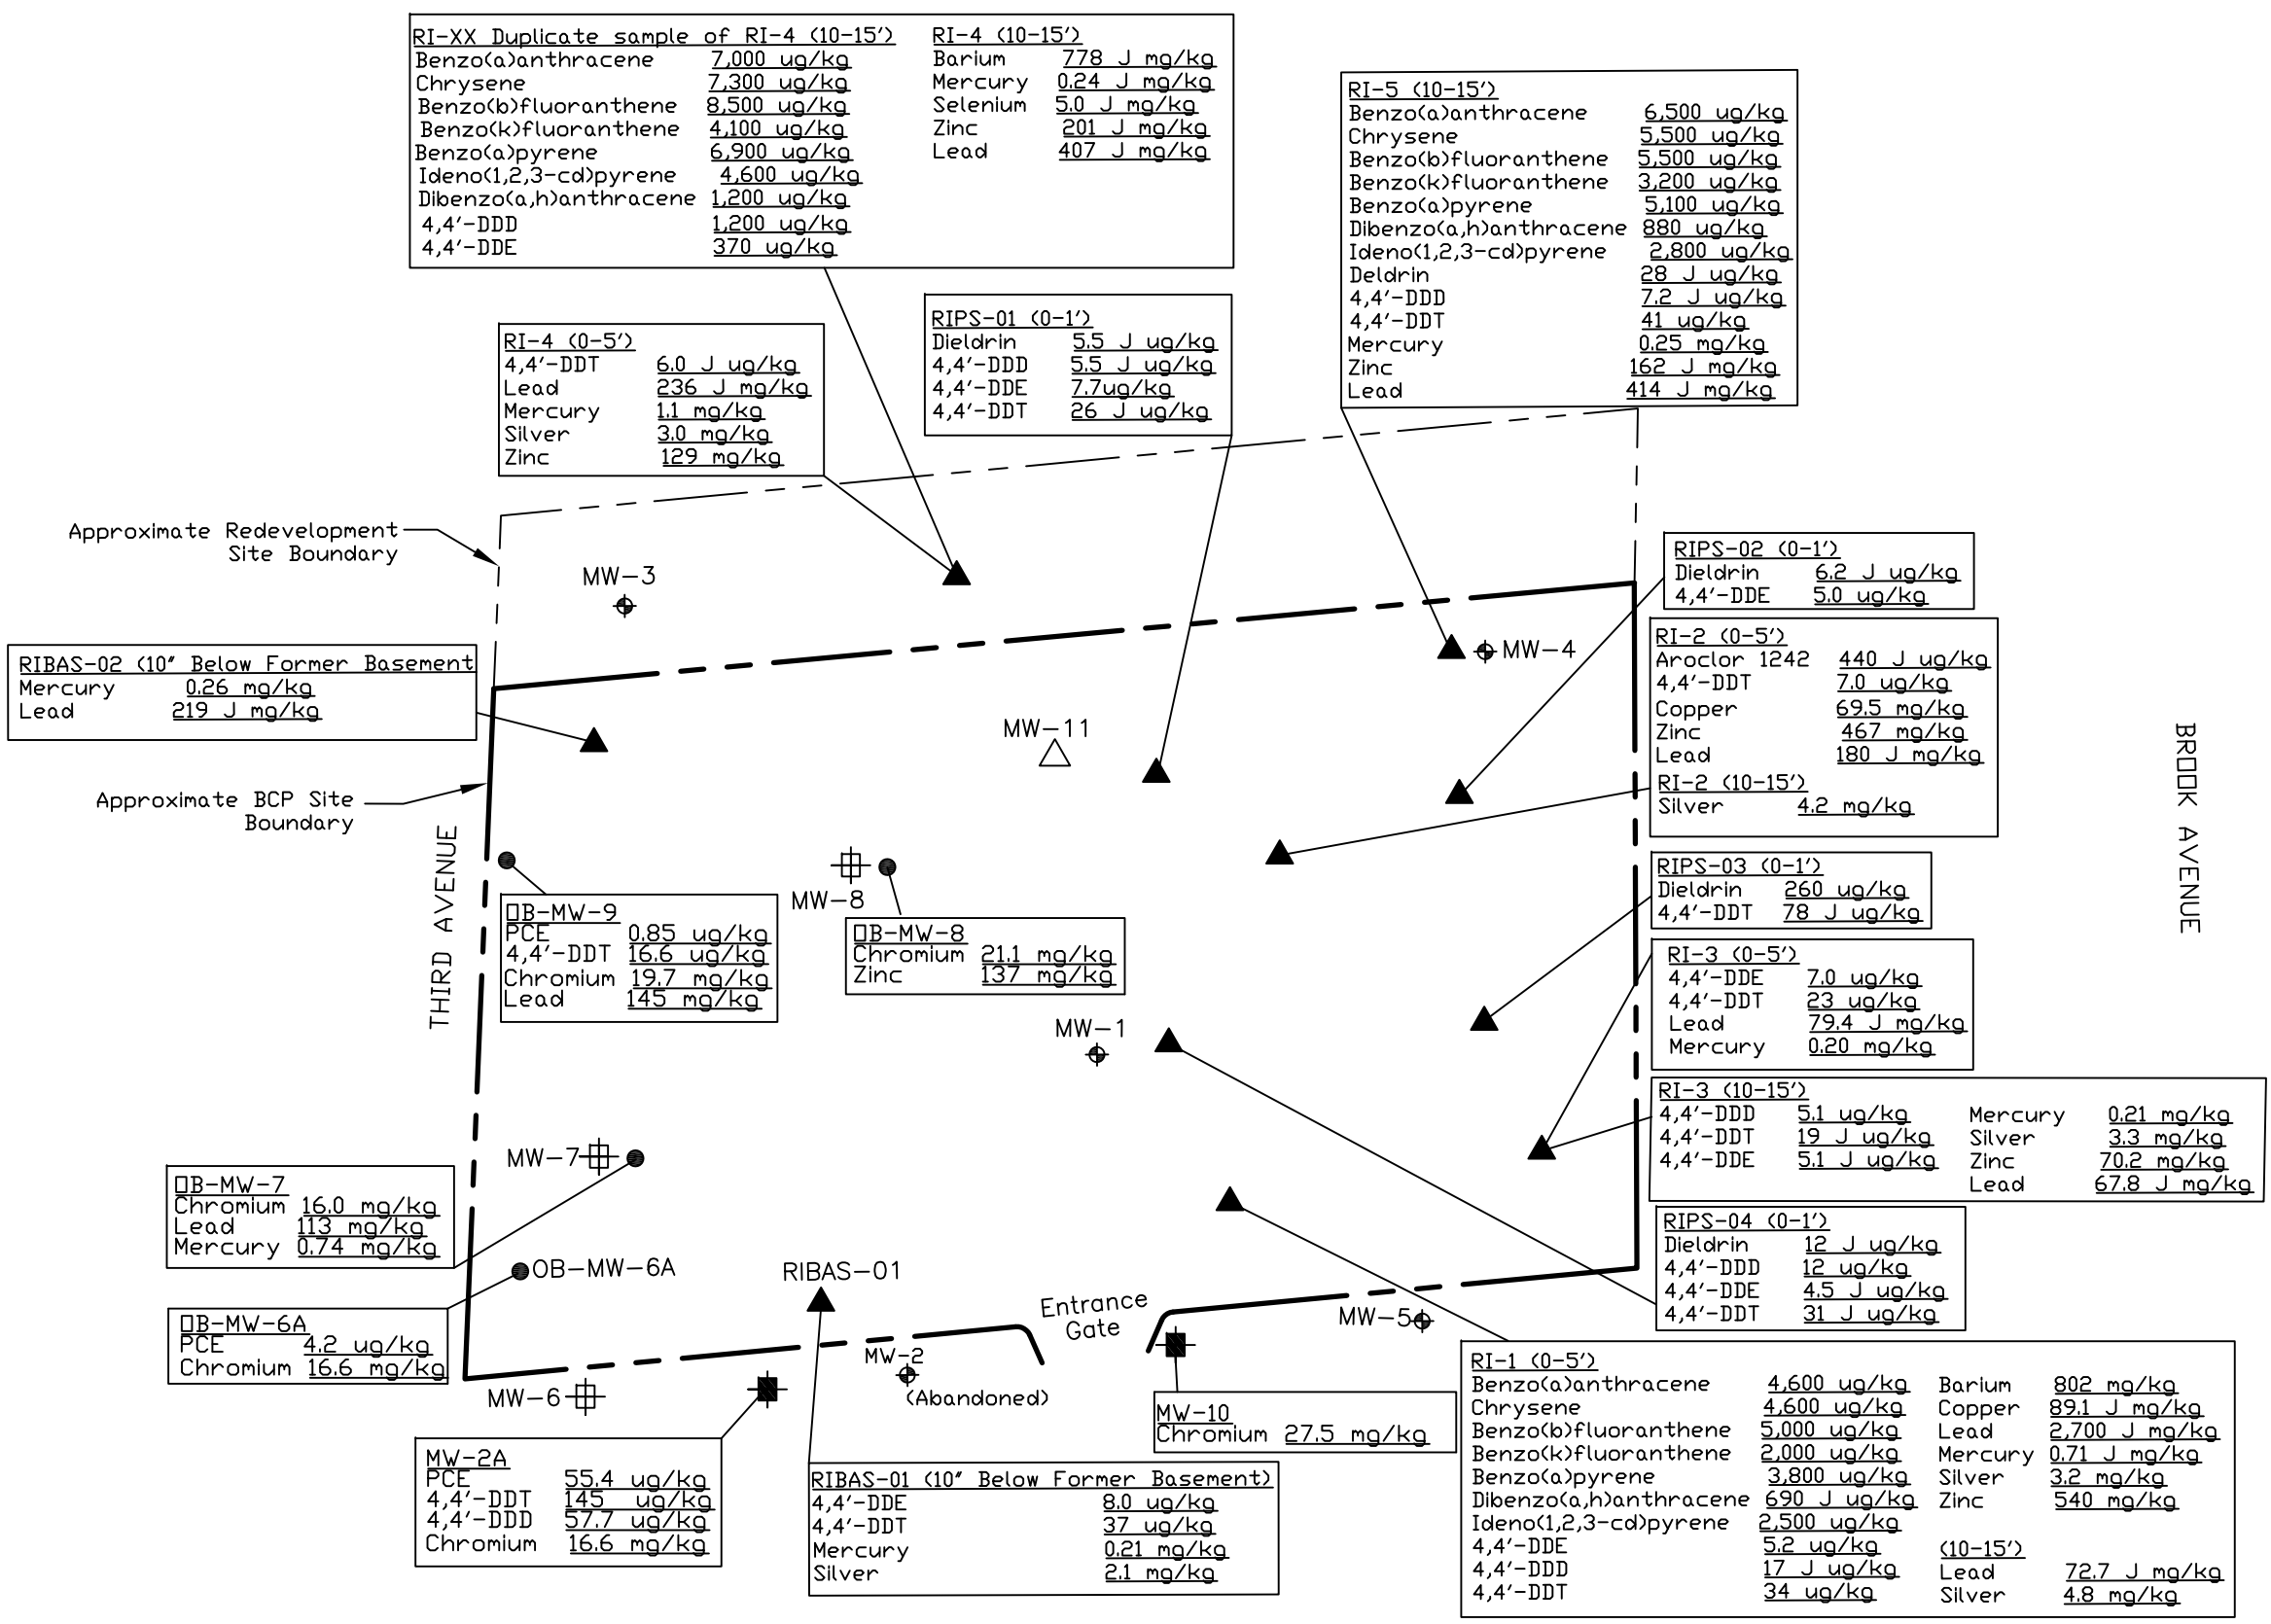 RI-XX Duplicate sample of RI-4 (10-15')
Benzo(a)anthracene 7,000 ug/kg
Chrysene 7,300 ug/kg
Benzo(b)fluoranthene 8,500 ug/kg
Benzo(k)fluoranthene 4,100 ug/kg
Benzo(a)pyrene 6,900 ug/kg
Ideno(1,2,3-cd)pyrene 4,600 ug/kg
Dibenzo(a,h)anthracene 1,200 ug/kg
4,4'-DDD 1,200 ug/kg
4,4'-DDE 370 ug/kg
RI-4 (10-15')
Barium 778 J mg/kg
Mercury 0.24 J mg/kg
Selenium 5.0 J mg/kg
Zinc 201 J mg/kg
Lead 407 J mg/kg
RI-5 (10-15')
Benzo(a)anthracene 6,500 ug/kg
Chrysene 5,500 ug/kg
Benzo(b)fluoranthene 5,500 ug/kg
Benzo(k)fluoranthene 3,200 ug/kg
Benzo(a)pyrene 5,100 ug/kg
Dibenzo(a,h)anthracene 880 ug/kg
Ideno(1,2,3-cd)pyrene 2,800 ug/kg
Deldrin 28 J ug/kg
4,4'-DDD 7.2 J ug/kg
4,4'-DDT 41 ug/kg
Mercury 0.25 mg/kg
Zinc 162 J mg/kg
Lead 414 J mg/kg
RI-4 (0-5')
4,4'-DDT 6.0 J ug/kg
Lead 236 J mg/kg
Mercury 1.1 mg/kg
Silver 3.0 mg/kg
Zinc 129 mg/kg
RIPS-01 (0-1')
Dieldrin 5.5 J ug/kg
4,4'-DDD 5.5 J ug/kg
4,4'-DDE 7.7ug/kg
4,4'-DDT 26 J ug/kg
Approximate Redevelopment
Site Boundary
MW-3
MW-4
RIPS-02 (0-1')
Dieldrin 6.2 J ug/kg
4,4'-DDE 5.0 ug/kg
RIBAS-02 (10" Below Former Basement
Mercury 0.26 mg/kg
Lead 219 J mg/kg
RI-2 (0-5')
Aroclor 1242 440 J ug/kg
4,4'-DDT 7.0 ug/kg
Copper 69.5 mg/kg
Zinc 467 mg/kg
Lead 180 J mg/kg
RI-2 (10-15')
Silver 4.2 mg/kg
MW-11
Approximate BCP Site
Boundary
THIRD AVENUE
BROOK AVENUE
MW-8
OB-MW-9
PCE 0.85 ug/kg
4,4'-DDT 16.6 ug/kg
Chromium 19.7 mg/kg
Lead 145 mg/kg
OB-MW-8
Chromium 21.1 mg/kg
Zinc 137 mg/kg
RIPS-03 (0-1')
Dieldrin 260 ug/kg
4,4'-DDT 78 J ug/kg
RI-3 (0-5')
4,4'-DDE 7.0 ug/kg
4,4'-DDT 23 ug/kg
Lead 79.4 J mg/kg
Mercury 0.20 mg/kg
MW-1
RI-3 (10-15')
4,4'-DDD 5.1 ug/kg
4,4'-DDT 19 J ug/kg
4,4'-DDE 5.1 J ug/kg
Mercury 0.21 mg/kg
Silver 3.3 mg/kg
Zinc 70.2 mg/kg
Lead 67.8 J mg/kg
MW-7
OB-MW-7
Chromium 16.0 mg/kg
Lead 113 mg/kg
Mercury 0.74 mg/kg
RIPS-04 (0-1')
Dieldrin 12 J ug/kg
4,4'-DDD 12 ug/kg
4,4'-DDE 4.5 J ug/kg
4,4'-DDT 31 J ug/kg
OB-MW-6A
RIBAS-01
Entrance
Gate
MW-5
OB-MW-6A
PCE 4.2 ug/kg
Chromium 16.6 mg/kg
MW-6
MW-2
(Abandoned)
MW-10
Chromium 27.5 mg/kg
MW-2A
PCE 55.4 ug/kg
4,4'-DDT 145 ug/kg
4,4'-DDD 57.7 ug/kg
Chromium 16.6 mg/kg
RIBAS-01 (10" Below Former Basement)
4,4'-DDE 8.0 ug/kg
4,4'-DDT 37 ug/kg
Mercury 0.21 mg/kg
Silver 2.1 mg/kg
RI-1 (0-5')
Benzo(a)anthracene 4,600 ug/kg
Chrysene 4,600 ug/kg
Benzo(b)fluoranthene 5,000 ug/kg
Benzo(k)fluoranthene 2,000 ug/kg
Benzo(a)pyrene 3,800 ug/kg
Dibenzo(a,h)anthracene 690 J ug/kg
Ideno(1,2,3-cd)pyrene 2,500 ug/kg
4,4'-DDE 5.2 ug/kg
4,4'-DDD 17 J ug/kg
4,4'-DDT 34 ug/kg
Barium 802 mg/kg
Copper 89.1 J mg/kg
Lead 2,700 J mg/kg
Mercury 0.71 J mg/kg
Silver 3.2 mg/kg
Zinc 540 mg/kg
(10-15')
Lead 72.7 J mg/kg
Silver 4.8 mg/kg